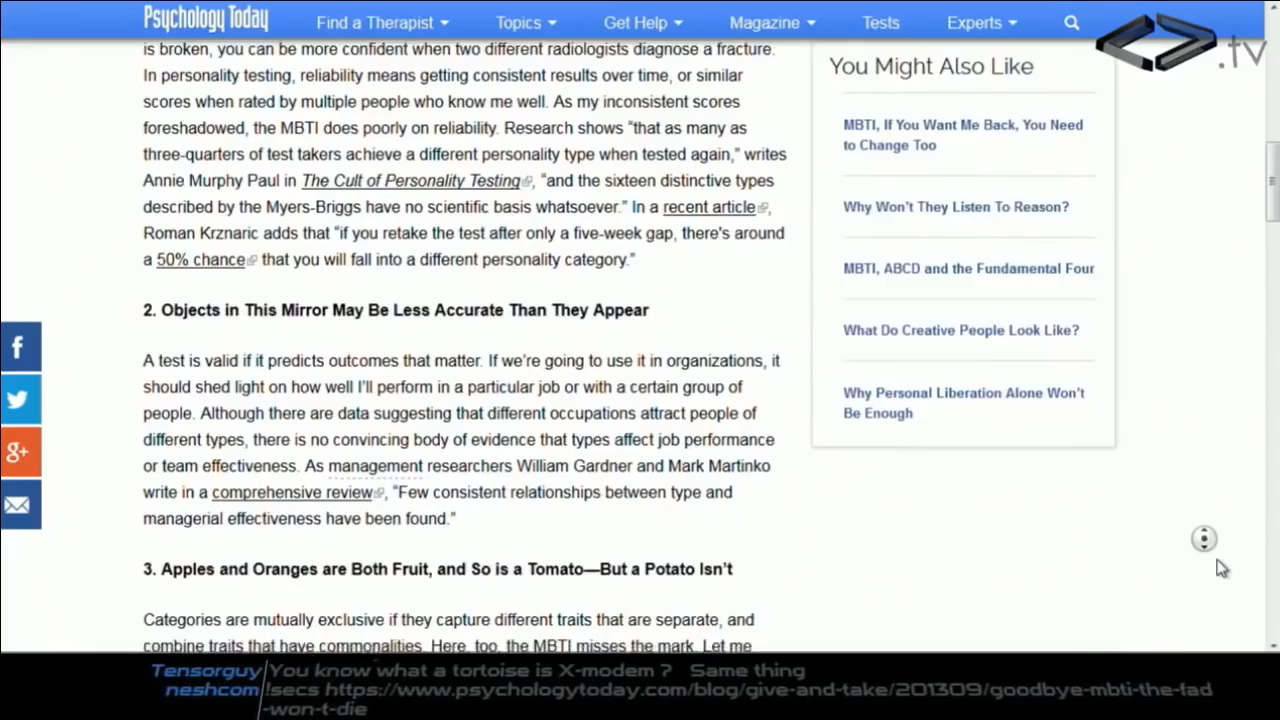 Psychology Today
Find a Therapist
Topics
Get Help
Magazine
Tests
Experts
.tv
is broken, you can be more confident when two different radiologists diagnose a fracture.
In personality testing, reliability means getting consistent results over time, or similar
scores when rated by multiple people who know me well. As my inconsistent scores
foreshadowed, the MBTI does poorly on reliability. Research shows “that as many as
three-quarters of test takers achieve a different personality type when tested again,” writes
Annie Murphy Paul in The Cult of Personality Testing, “and the sixteen distinctive types
described by the Myers-Briggs have no scientific basis whatsoever.” In a recent article,
Roman Krznaric adds that “if you retake the test after only a five-week gap, there's around
a 50% chance that you will fall into a different personality category.”
2. Objects in This Mirror May Be Less Accurate Than They Appear
A test is valid if it predicts outcomes that matter. If we’re going to use it in organizations, it
should shed light on how well I’ll perform in a particular job or with a certain group of
people. Although there are data suggesting that different occupations attract people of
different types, there is no convincing body of evidence that types affect job performance
or team effectiveness. As management researchers William Gardner and Mark Martinko
write in a comprehensive review, “Few consistent relationships between type and
managerial effectiveness have been found.”
3. Apples and Oranges are Both Fruit, and So is a Tomato—But a Potato Isn’t
Categories are mutually exclusive if they capture different traits that are separate, and
combine traits that have commonalities. Here, too, the MBTI misses the mark. Let me
You Might Also Like
MBTI, If You Want Me Back, You Need
to Change Too
Why Won’t They Listen To Reason?
MBTI, ABCD and the Fundamental Four
What Do Creative People Look Like?
Why Personal Liberation Alone Won’t
Be Enough
f
g+
Tensorguy You know what a tortoise is X-modem ? Same thing
neshcom !secs https://www.psychologytoday.com/blog/give-and-take/201309/goodbye-mbti-the-fad
-won-t-die